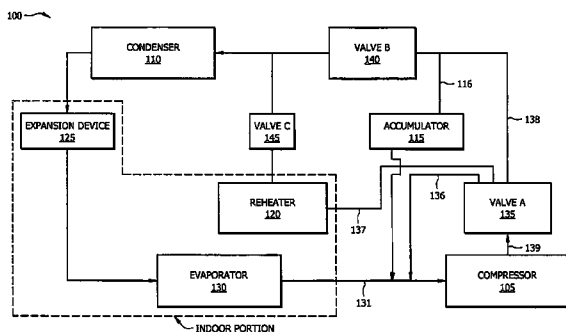 100
CONDENSER
110
VALVE B
140
116
138
EXPANSION DEVICE
125
VALVE C
145
ACCUMULATOR
115
136
REHEATER
120
137
VALVE A
135
139
EVAPORATOR
130
131
COMPRESSOR
105
INDOOR PORTION